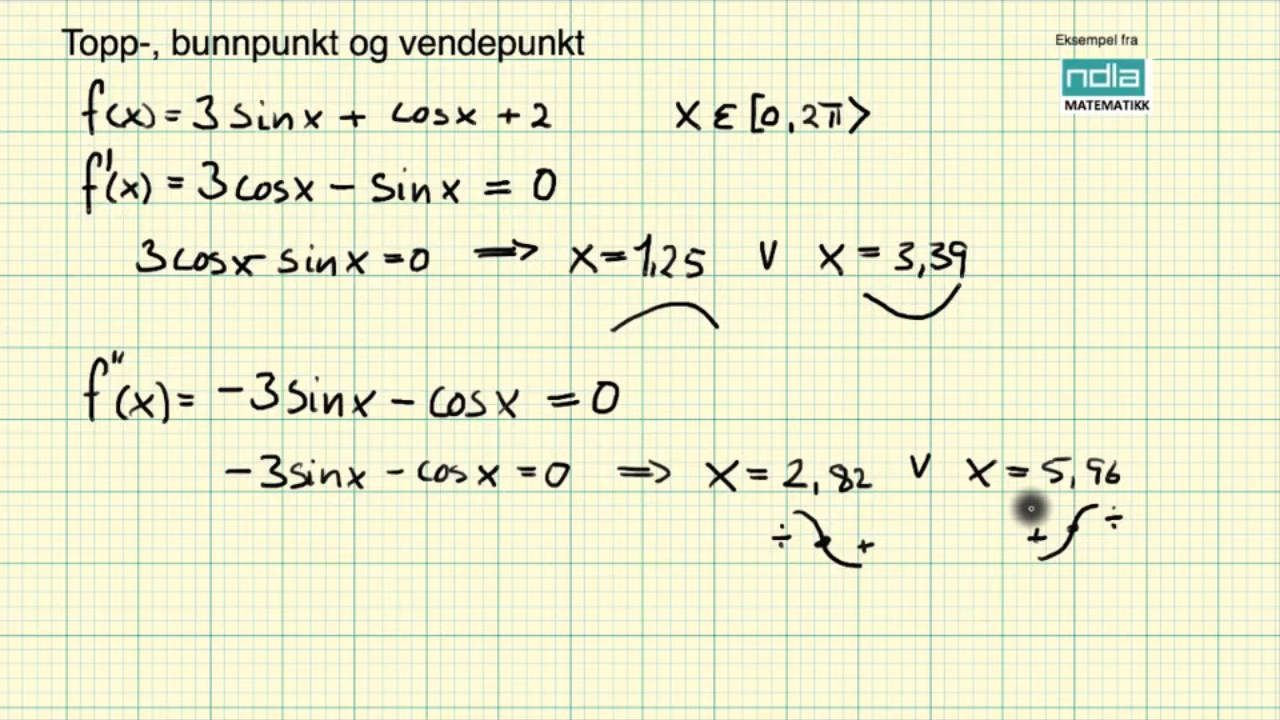 Topp-, bunnpunkt og vendepunkt
Eksempel fra
ndla
MATEMATIKK
f(x) = 3 sin x + cos x + 2 x ∈ [0, 2π⟩
f'(x) = 3 cos x − sin x = 0
3 cos x − sin x = 0 ⟹ x = 1,25 ∨ x = 3,39
f''(x) = −3 sin x − cos x = 0
−3 sin x − cos x = 0 ⟹ x = 2,82 ∨ x = 5,96
÷ + + ÷